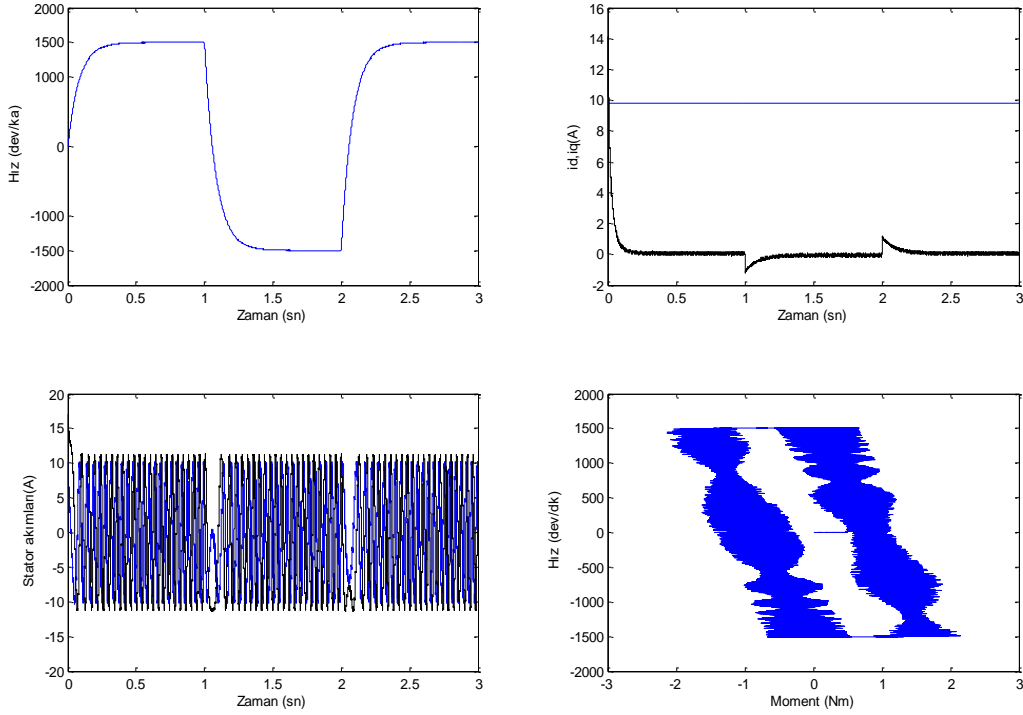 2000
1500
1000
0
-1000
-1500
-2000
Hız (dev/ka)
0 0.5 1 1.5 2 2.5 3
Zaman (sn)
16
14
12
10
8
6
4
2
0
-2
id,iq(A)
0 0.5 1 1.5 2 2.5 3
Zaman (sn)
20
15
10
5
0
-5
-10
-15
-20
Stator akımları(A)
0 0.5 1 1.5 2 2.5 3
Zaman (sn)
2000
1500
1000
500
0
-500
-1000
-1500
-2000
Hız (dev/dk)
-3 -2 -1 0 1 2 3
Moment (Nm)